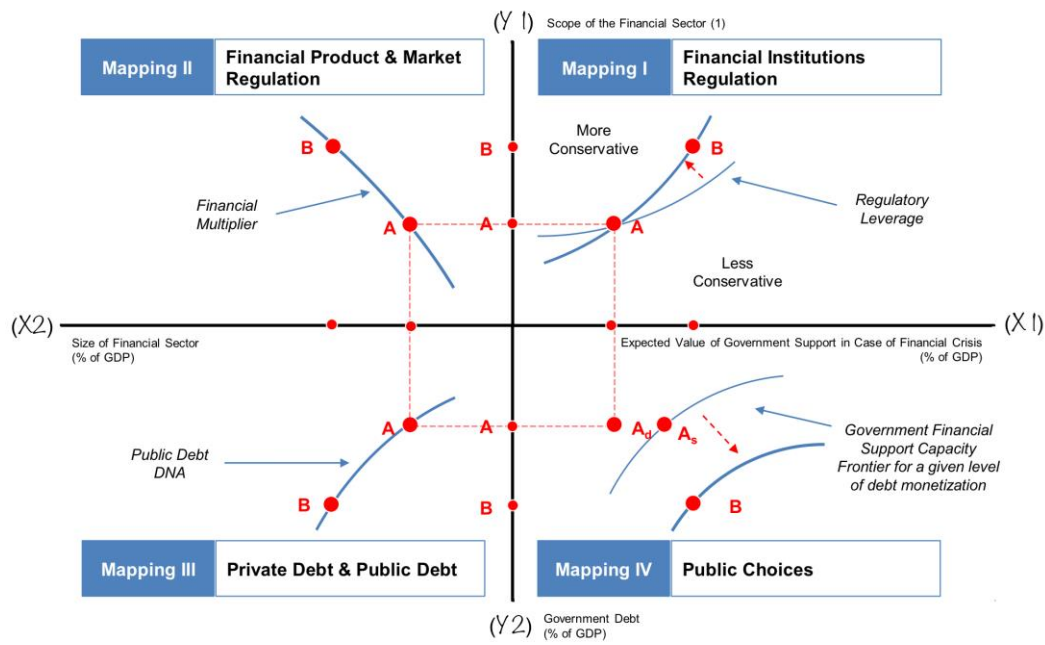 (Y1)
Scope of the Financial Sector (1)
Mapping II
Financial Product & Market
Regulation
Mapping I
Financial Institutions
Regulation
More
Conservative
B
B
B
Financial
Multiplier
Regulatory
Leverage
A
A
A
Less
Conservative
(X2)
(X1)
Size of Financial Sector
(% of GDP)
Expected Value of Government Support in Case of Financial Crisis
(% of GDP)
A
A
Ad
As
Public Debt
DNA
Government Financial
Support Capacity
Frontier for a given level
of debt monetization
B
B
B
Mapping III
Private Debt & Public Debt
Mapping IV
Public Choices
(Y2)
Government Debt
(% of GDP)